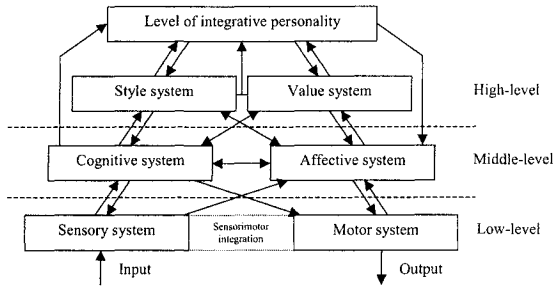 Level of integrative personality
Style system
Value system
High-level
Cognitive system
Affective system
Middle-level
Sensory system
Sensorimotor
integration
Motor system
Low-level
Input
Output